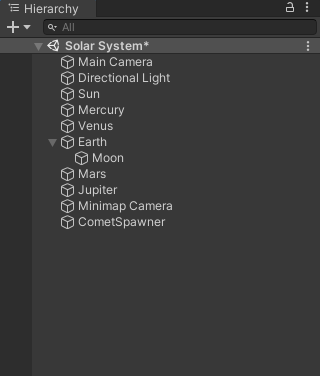 Hierarchy
All
Solar System*
Main Camera
Directional Light
Sun
Mercury
Venus
Earth
Moon
Mars
Jupiter
Minimap Camera
CometSpawner